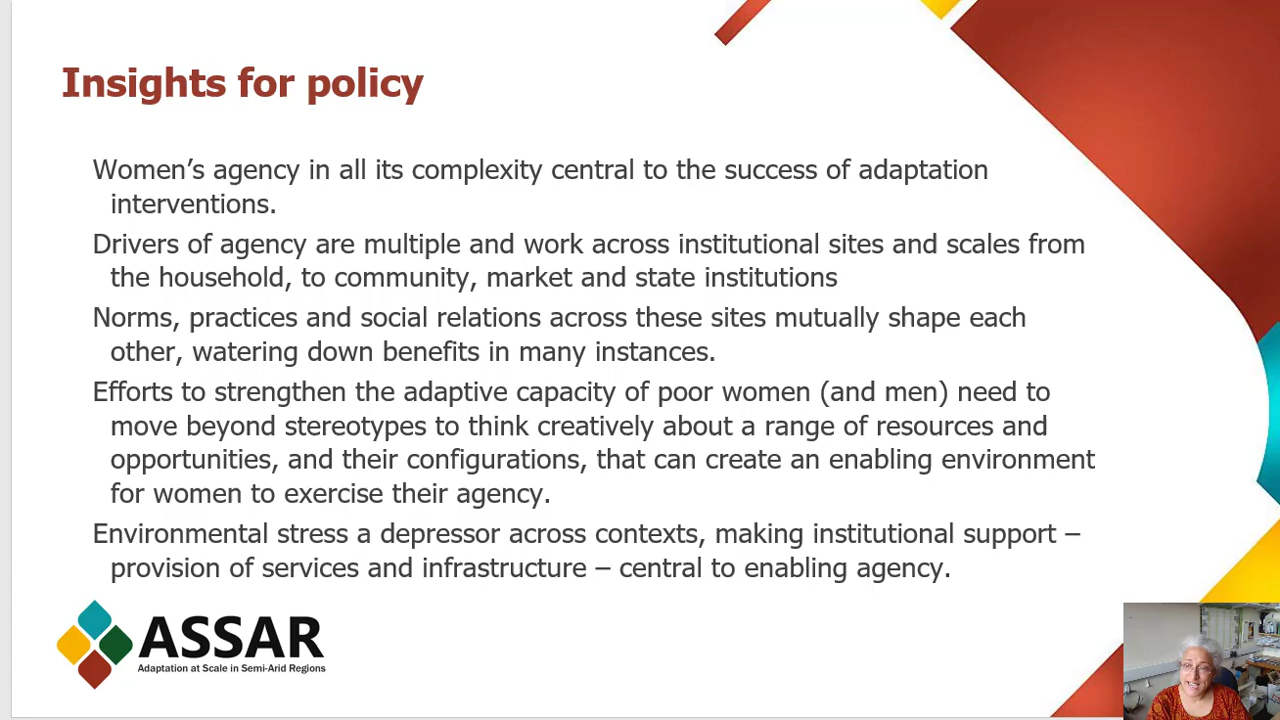 Insights for policy
Women’s agency in all its complexity central to the success of adaptation
interventions.
Drivers of agency are multiple and work across institutional sites and scales from
the household, to community, market and state institutions
Norms, practices and social relations across these sites mutually shape each
other, watering down benefits in many instances.
Efforts to strengthen the adaptive capacity of poor women (and men) need to
move beyond stereotypes to think creatively about a range of resources and
opportunities, and their configurations, that can create an enabling environment
for women to exercise their agency.
Environmental stress a depressor across contexts, making institutional support –
provision of services and infrastructure – central to enabling agency.
ASSAR
Adaptation at Scale in Semi-Arid Regions